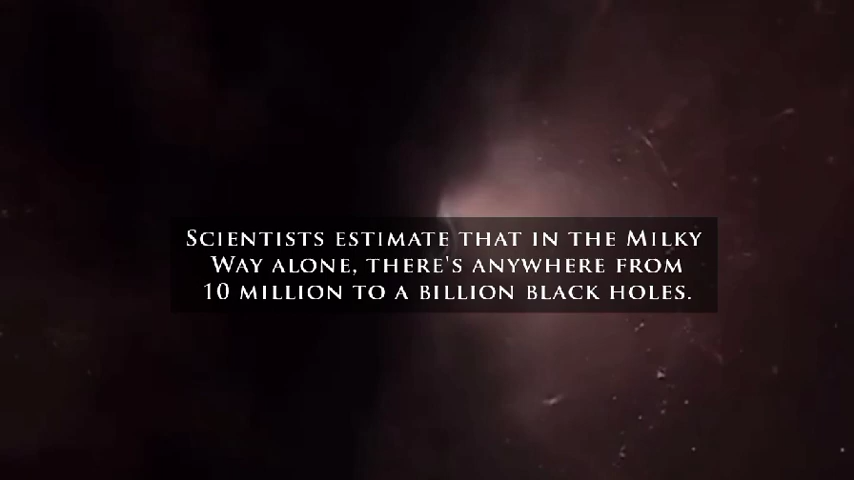 Scientists estimate that in the Milky
Way alone, there's anywhere from
10 million to a billion black holes.